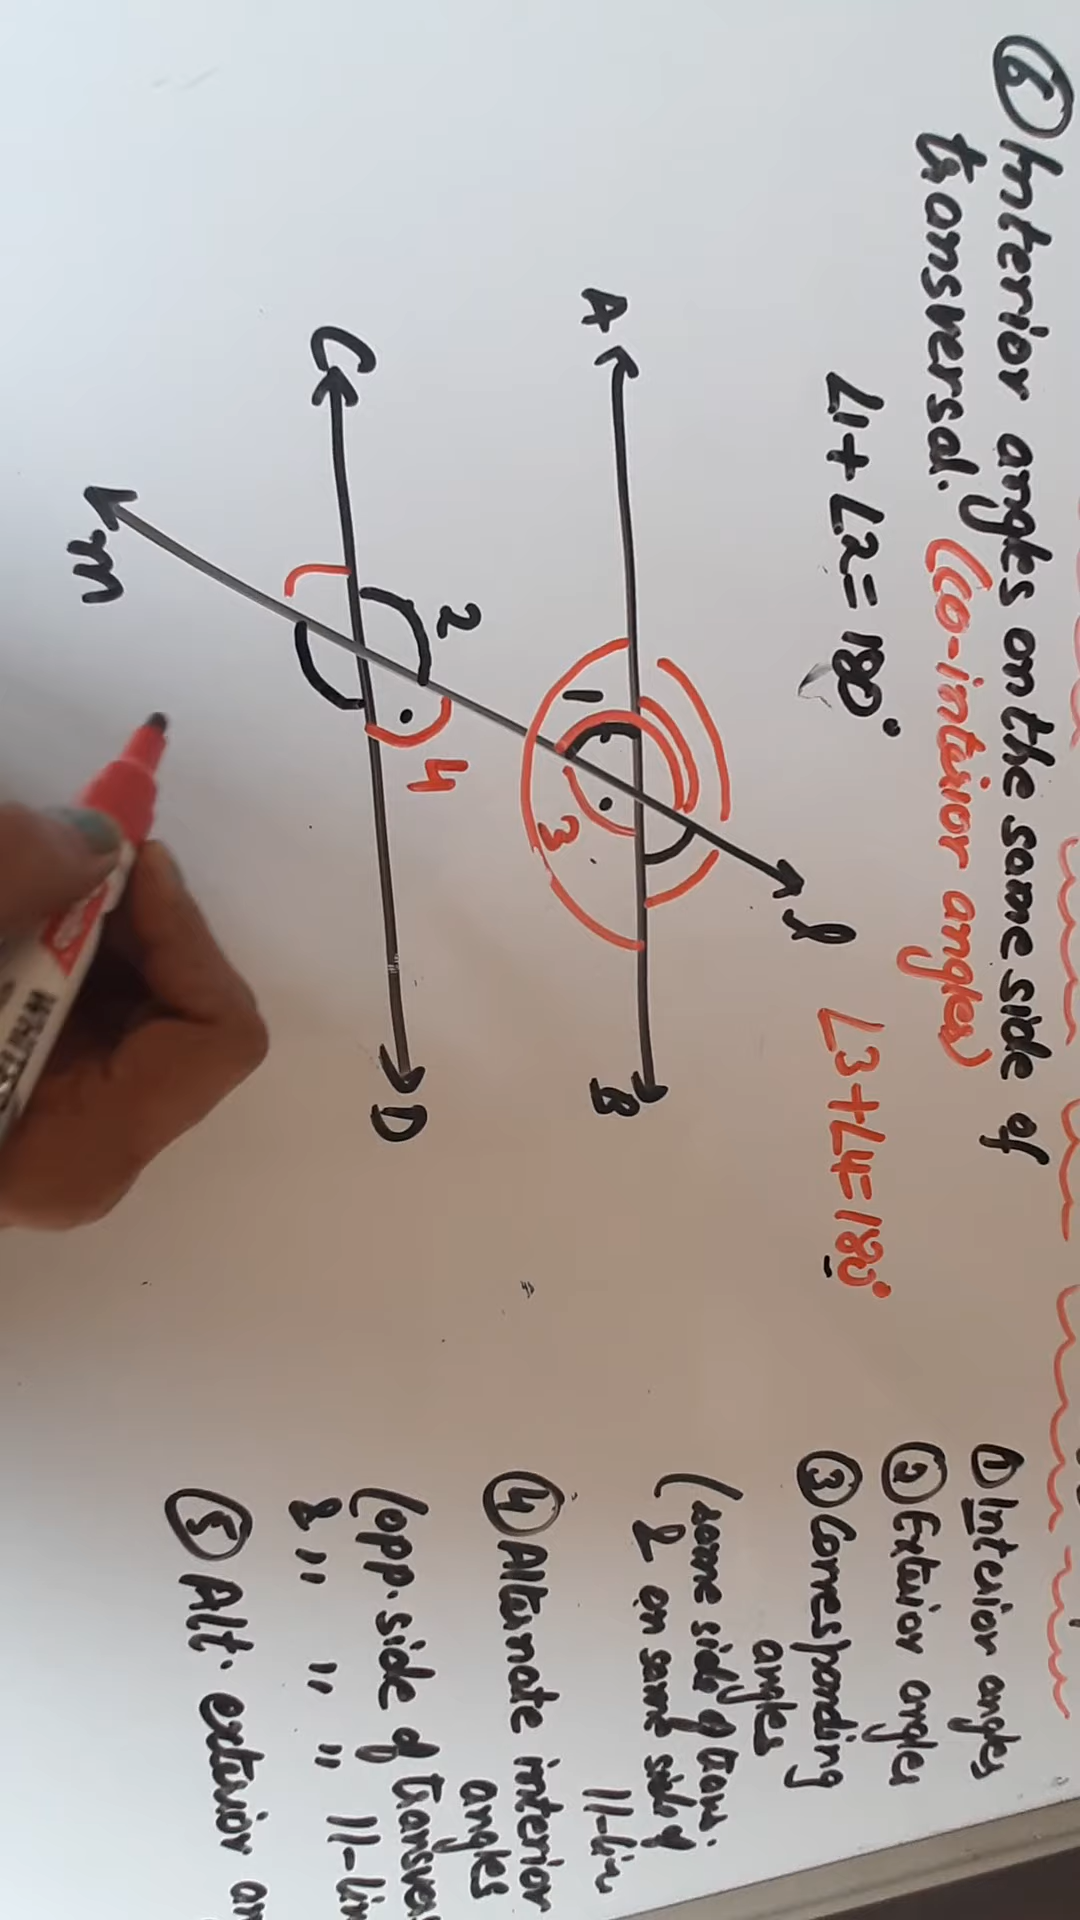 ⑥ Interior angles on the same side of
transversal. (co-interior angles)
∠1 + ∠2 = 180°
∠3 + ∠4 = 180°
l
A
B
1
3
2
4
C
D
m
① Interior angles
② Exterior angles
③ Corresponding
angles
(same side of trans.
& on same side of
||-lin
④ Alternate interior
angles
(opp. side of transve
& " " " ||-lin
⑤ Alt. exterior an